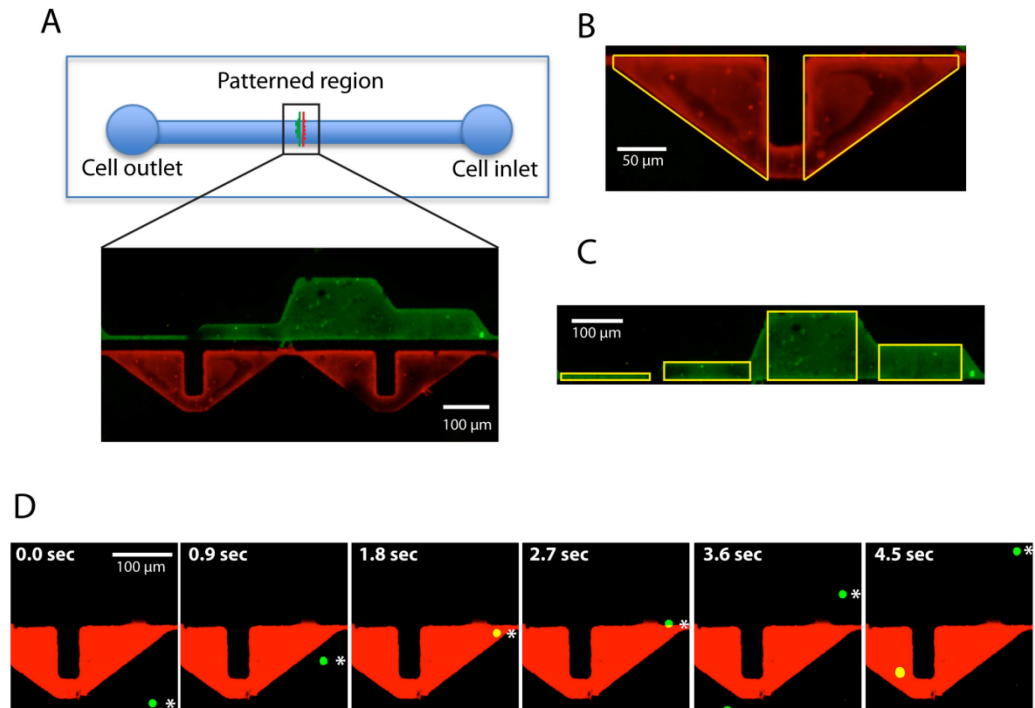 A
Patterned region
Cell outlet
Cell inlet
100 µm
B
50 µm
C
100 µm
D
0.0 sec
100 µm
*
0.9 sec
*
1.8 sec
*
2.7 sec
*
3.6 sec
*
4.5 sec
*